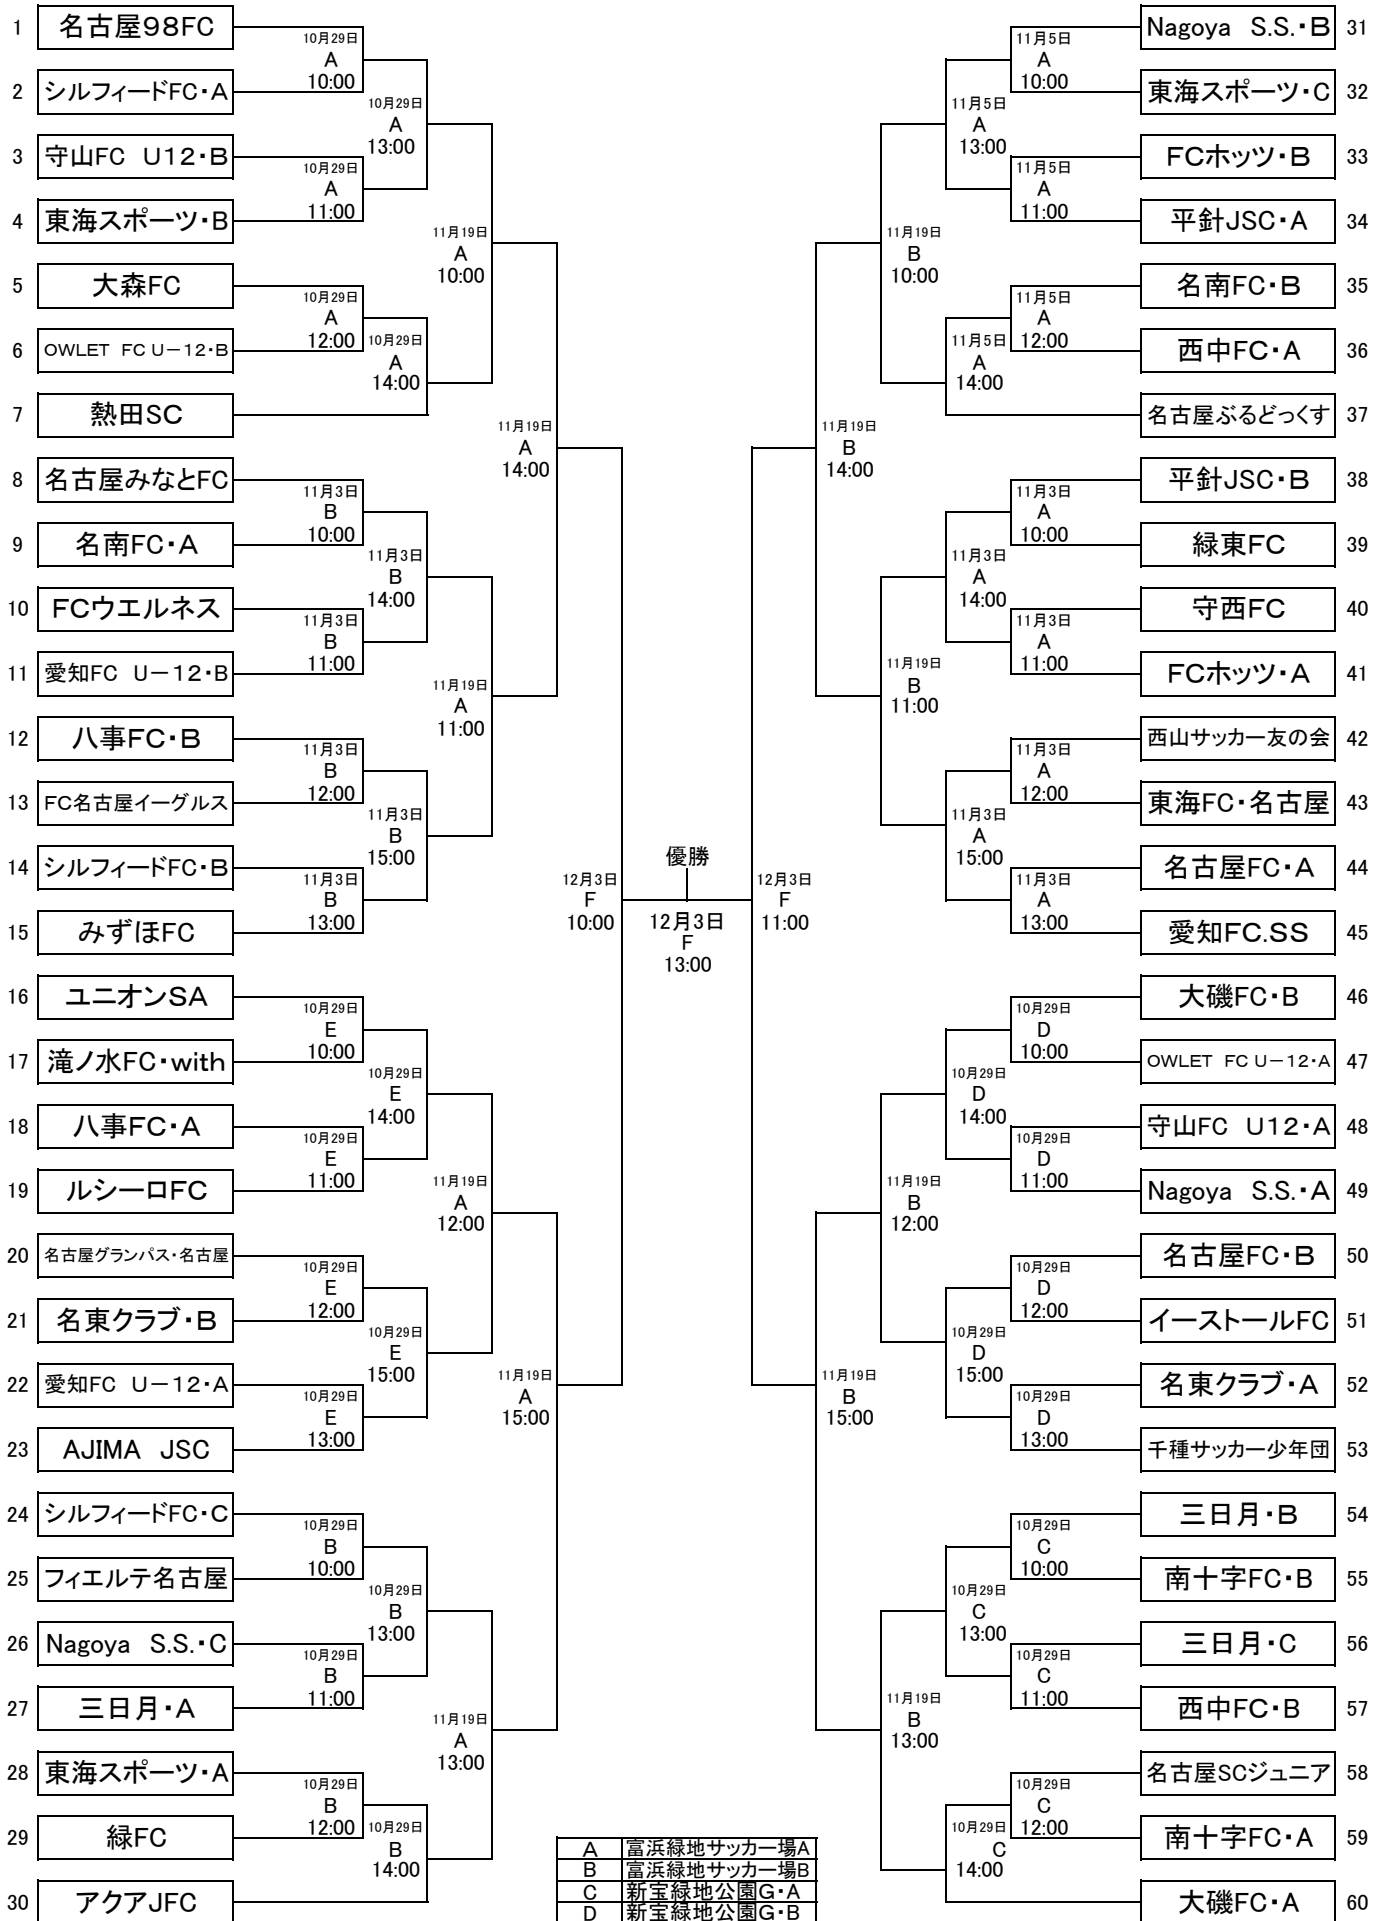 1 名古屋98FC
2 シルフィードFC・A
3 守山FC U12・B
4 東海スポーツ・B
5 大森FC
6 OWLET FC U－12・B
7 熱田SC
8 名古屋みなとFC
9 名南FC・A
10 FCウエルネス
11 愛知FC U－12・B
12 八事FC・B
13 FC名古屋イーグルス
14 シルフィードFC・B
15 みずほFC
16 ユニオンSA
17 滝ノ水FC・with
18 八事FC・A
19 ルシーロFC
20 名古屋グランパス・名古屋
21 名東クラブ・B
22 愛知FC U－12・A
23 AJIMA JSC
24 シルフィードFC・C
25 フィエルテ名古屋
26 Nagoya S.S.・C
27 三日月・A
28 東海スポーツ・A
29 緑FC
30 アクアJFC
10月29日
A
10:00
10月29日
A
11:00
10月29日
A
12:00
11月3日
B
10:00
11月3日
B
11:00
11月3日
B
12:00
11月3日
B
13:00
10月29日
E
10:00
10月29日
E
11:00
10月29日
E
12:00
10月29日
E
13:00
10月29日
B
10:00
10月29日
B
11:00
10月29日
B
12:00
10月29日
A
13:00
10月29日
A
14:00
11月3日
B
14:00
11月3日
B
15:00
10月29日
E
14:00
10月29日
E
15:00
10月29日
B
13:00
10月29日
B
14:00
11月19日
A
10:00
11月19日
A
11:00
11月19日
A
12:00
11月19日
A
13:00
11月19日
A
14:00
11月19日
A
15:00
12月3日
F
10:00
優勝
12月3日
F
13:00
12月3日
F
11:00
11月19日
B
14:00
11月19日
B
15:00
11月19日
B
10:00
11月19日
B
11:00
11月19日
B
12:00
11月19日
B
13:00
11月5日
A
13:00
11月5日
A
14:00
11月3日
A
14:00
11月3日
A
15:00
10月29日
D
14:00
10月29日
D
15:00
10月29日
C
13:00
10月29日
C
14:00
11月5日
A
10:00
11月5日
A
11:00
11月5日
A
12:00
11月3日
A
10:00
11月3日
A
11:00
11月3日
A
12:00
11月3日
A
13:00
10月29日
D
10:00
10月29日
D
11:00
10月29日
D
12:00
10月29日
D
13:00
10月29日
C
10:00
10月29日
C
11:00
10月29日
C
12:00
Nagoya S.S.・B 31
東海スポーツ・C 32
FCホッツ・B 33
平針JSC・A 34
名南FC・B 35
西中FC・A 36
名古屋ぶるどっくす 37
平針JSC・B 38
緑東FC 39
守西FC 40
FCホッツ・A 41
西山サッカー友の会 42
東海FC・名古屋 43
名古屋FC・A 44
愛知FC.SS 45
大磯FC・B 46
OWLET FC U－12・A 47
守山FC U12・A 48
Nagoya S.S.・A 49
名古屋FC・B 50
イーストールFC 51
名東クラブ・A 52
千種サッカー少年団 53
三日月・B 54
南十字FC・B 55
三日月・C 56
西中FC・B 57
名古屋SCジュニア 58
南十字FC・A 59
大磯FC・A 60
A 富浜緑地サッカー場A
B 富浜緑地サッカー場B
C 新宝緑地公園G・A
D 新宝緑地公園G・B